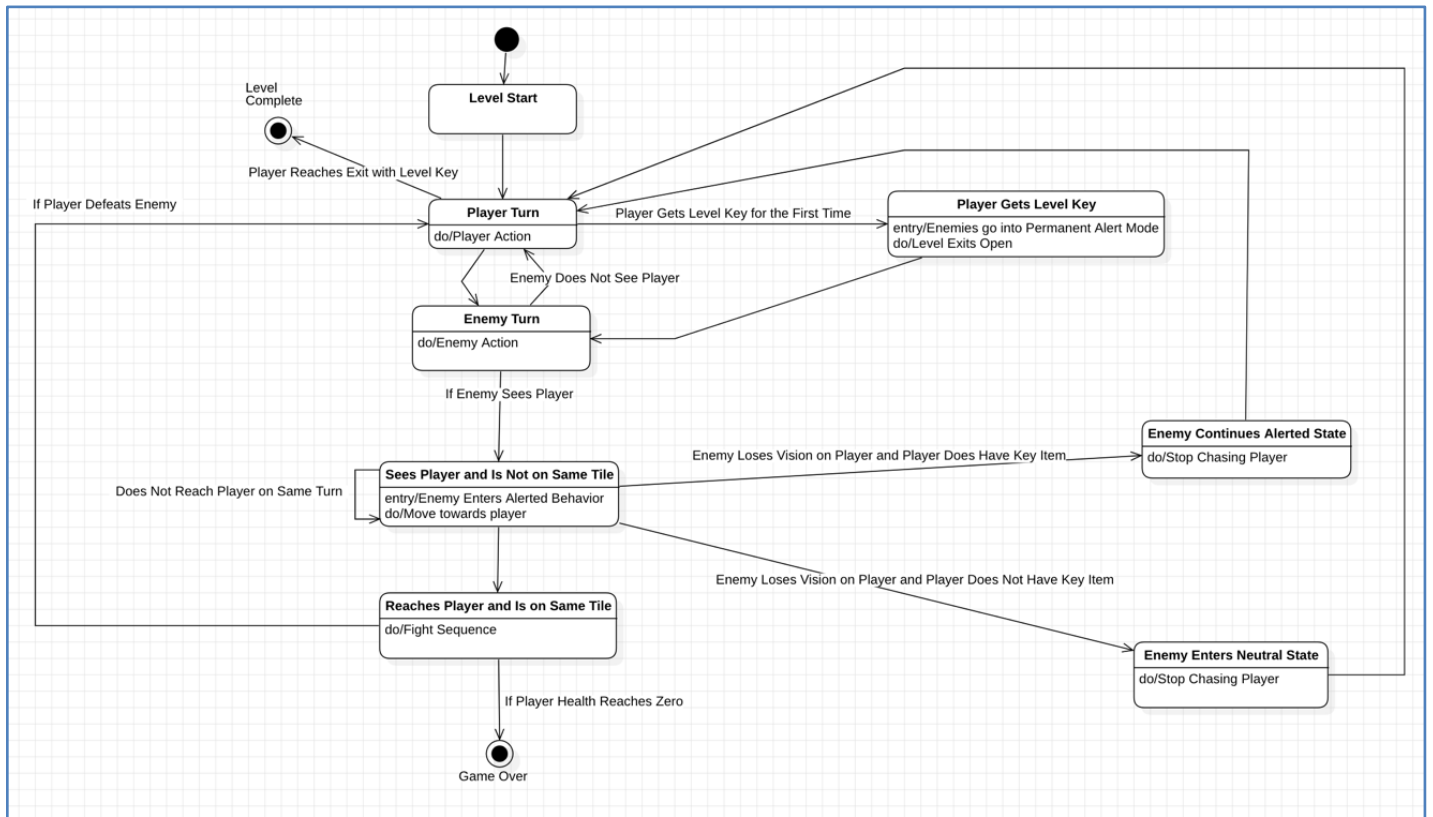 Level Start
Level
Complete
Player Reaches Exit with Level Key
If Player Defeats Enemy
Player Turn
do/Player Action
Player Gets Level Key for the First Time
Player Gets Level Key
entry/Enemies go into Permanent Alert Mode
do/Level Exits Open
Enemy Does Not See Player
Enemy Turn
do/Enemy Action
If Enemy Sees Player
Sees Player and Is Not on Same Tile
entry/Enemy Enters Alerted Behavior
do/Move towards player
Does Not Reach Player on Same Turn
Enemy Loses Vision on Player and Player Does Have Key Item
Enemy Continues Alerted State
do/Stop Chasing Player
Enemy Loses Vision on Player and Player Does Not Have Key Item
Reaches Player and Is on Same Tile
do/Fight Sequence
Enemy Enters Neutral State
do/Stop Chasing Player
If Player Health Reaches Zero
Game Over